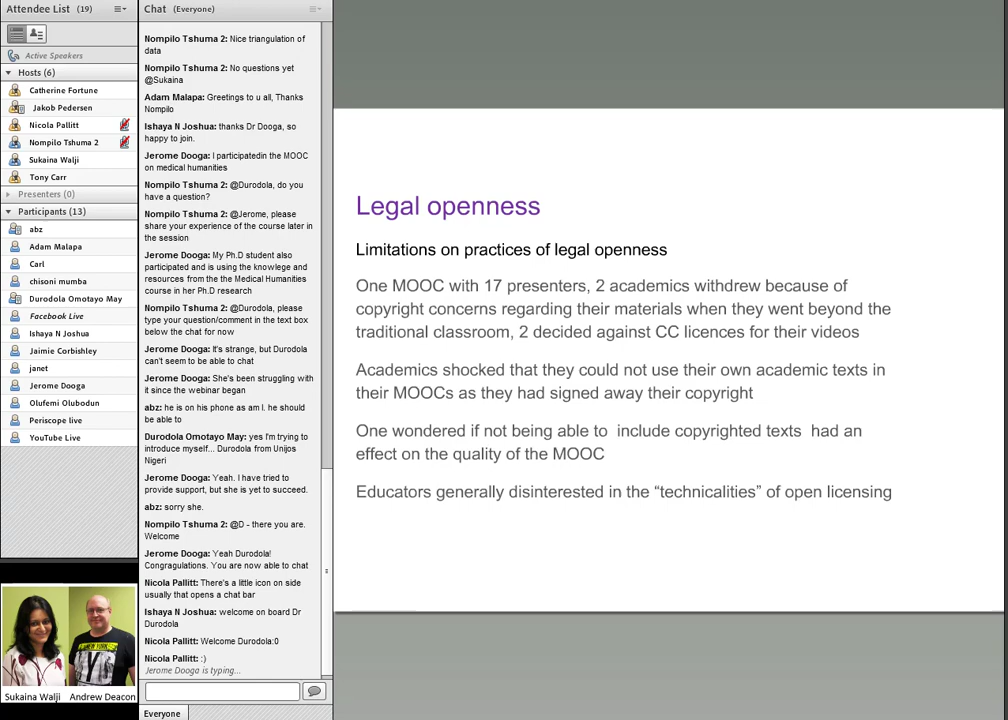 Attendee List (19)
Active Speakers
Hosts (6)
Catherine Fortune
Jakob Pedersen
Nicola Pallitt
Nompilo Tshuma 2
Sukaina Walji
Tony Carr
Presenters (0)
Participants (13)
abz
Adam Malapa
Carl
chisoni mumba
Durodola Omotayo May
Facebook Live
Ishaya N Joshua
Jaimie Corbishley
janet
Jerome Dooga
Olufemi Olubodun
Periscope live
YouTube Live
Sukaina Walji Andrew Deacon
Chat (Everyone)
Nompilo Tshuma 2: Nice triangulation of
data
Nompilo Tshuma 2: No questions yet
@Sukaina
Adam Malapa: Greetings to u all, Thanks
Nompilo
Ishaya N Joshua: thanks Dr Dooga, so
happy to join.
Jerome Dooga: I participatedin the MOOC
on medical humanities
Nompilo Tshuma 2: @Durodola, do you
have a question?
Nompilo Tshuma 2: @Jerome, please
share your experience of the course later in
the session
Jerome Dooga: My Ph.D student also
participated and is using the knowlege and
resources from the the Medical Humanities
course in her Ph.D research
Nompilo Tshuma 2: @Durodola, please
type your question/comment in the text box
below the chat for now
Jerome Dooga: It's strange, but Durodola
can't seem to be able to chat
Jerome Dooga: She's been struggling with
it since the webinar began
abz: he is on his phone as am I. he should
be able to
Durodola Omotayo May: yes I'm trying to
introduce myself... Durodola from Unijos
Nigeri
Jerome Dooga: Yeah. I have tried to
provide support, but she is yet to succeed.
abz: sorry she.
Nompilo Tshuma 2: @D - there you are.
Welcome
Jerome Dooga: Yeah Durodola!
Congragulations. You are now able to chat
Nicola Pallitt: There's a little icon on side
usually that opens a chat bar
Ishaya N Joshua: welcome on board Dr
Durodola
Nicola Pallitt: Welcome Durodola:0
Nicola Pallitt: :)
Jerome Dooga is typing...
Everyone
Legal openness
Limitations on practices of legal openness
One MOOC with 17 presenters, 2 academics withdrew because of
copyright concerns regarding their materials when they went beyond the
traditional classroom, 2 decided against CC licences for their videos
Academics shocked that they could not use their own academic texts in
their MOOCs as they had signed away their copyright
One wondered if not being able to include copyrighted texts had an
effect on the quality of the MOOC
Educators generally disinterested in the “technicalities” of open licensing